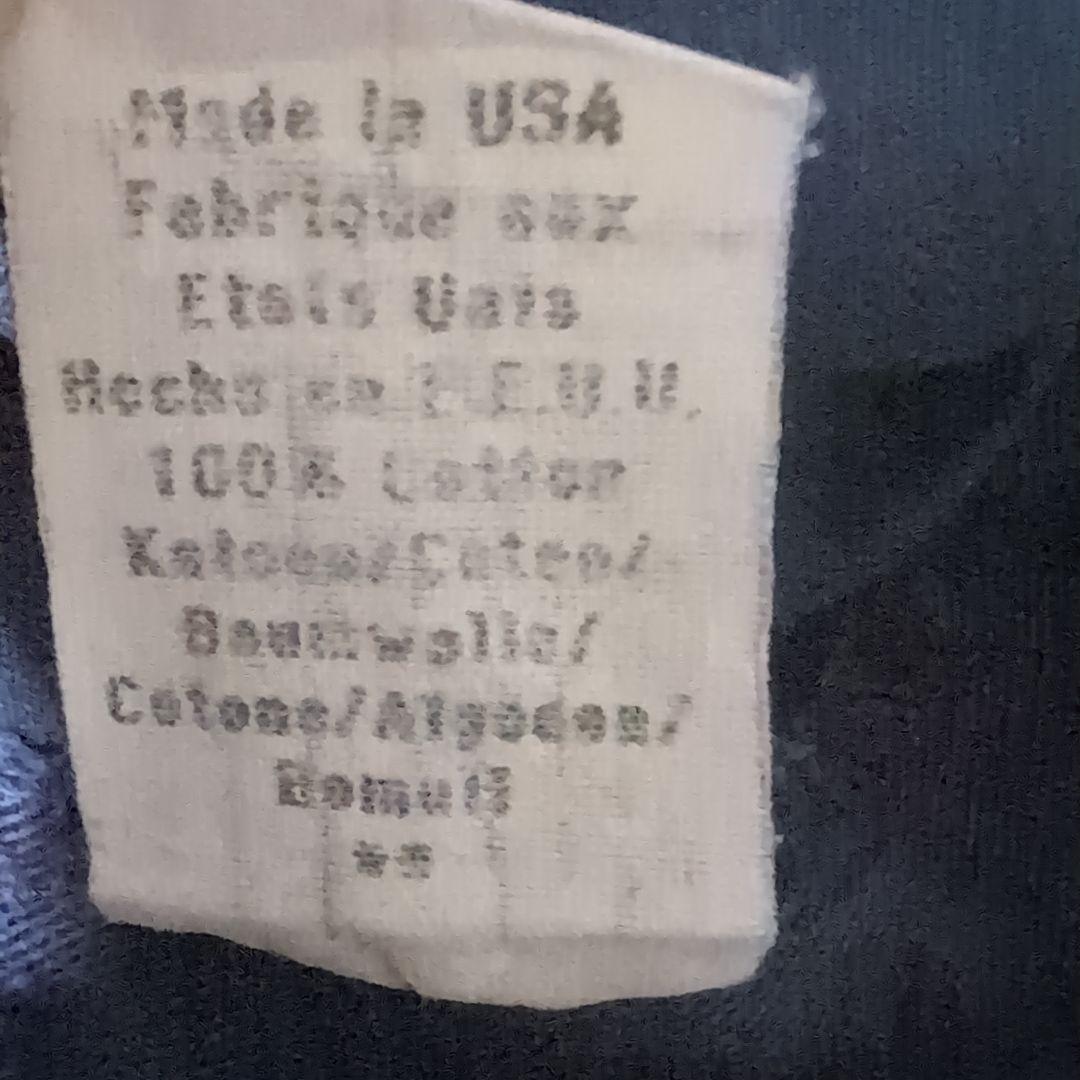 Made in USA
Fabrique aux
Etats Unis
Hecho en E.E.U.U.
100% Cotton
Katoen/Coton/
Baumwolle/
Cotone/Algodon/
Bomull
**